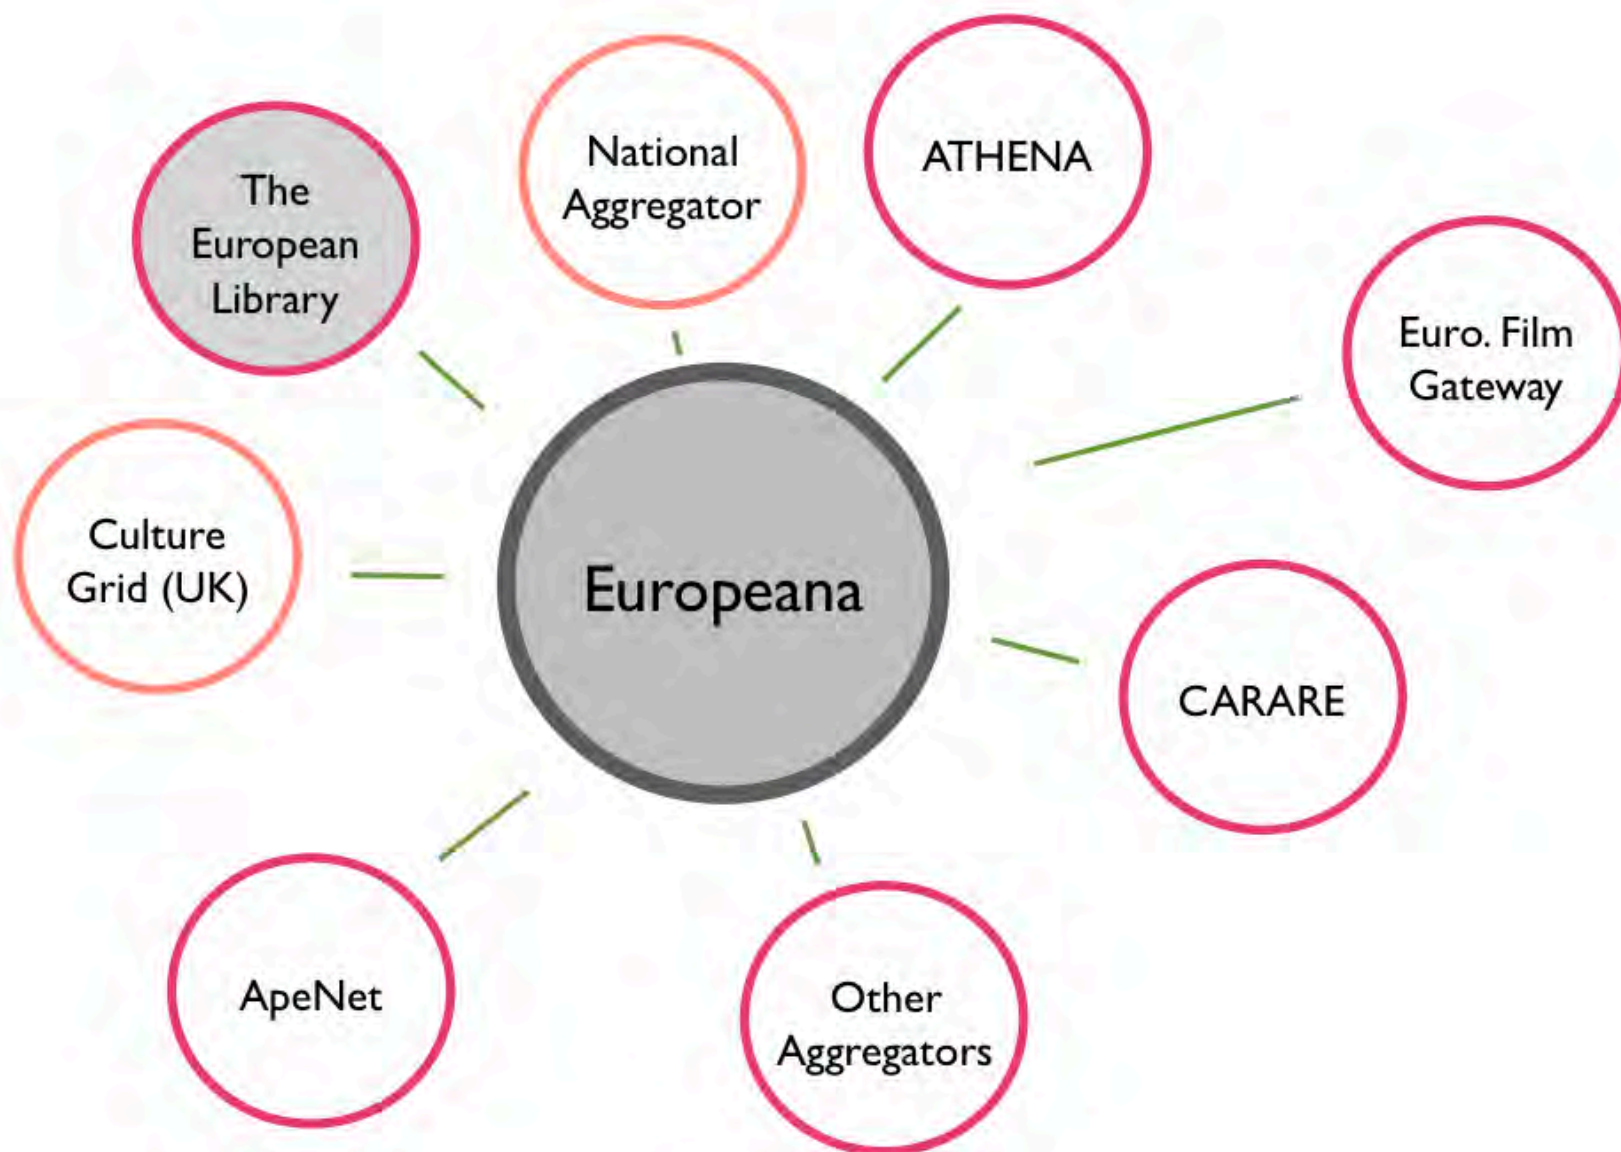 National
Aggregator
ATHENA
The
European
Library
Euro. Film
Gateway
Culture
Grid (UK)
Europeana
CARARE
ApeNet
Other
Aggregators